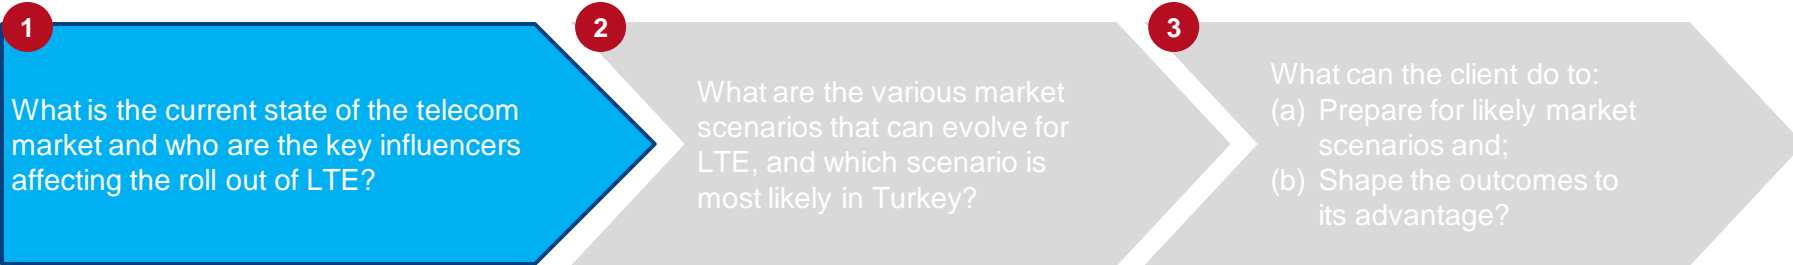 1
What is the current state of the telecom
market and who are the key influencers
affecting the roll out of LTE?
2
What are the various market
scenarios that can evolve for
LTE, and which scenario is
most likely in Turkey?
3
What can the client do to:
(a) Prepare for likely market
scenarios and;
(b) Shape the outcomes to
its advantage?